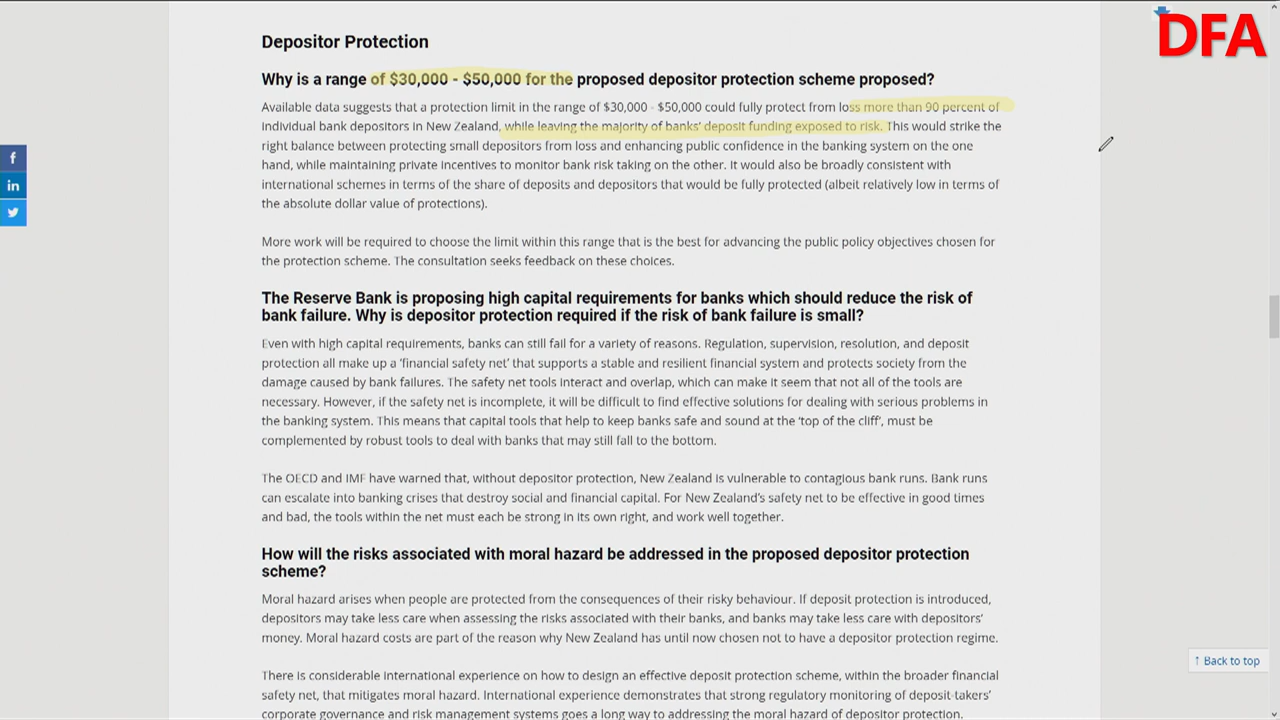 DFA
Depositor Protection
Why is a range of $30,000 - $50,000 for the proposed depositor protection scheme proposed?
Available data suggests that a protection limit in the range of $30,000 - $50,000 could fully protect from loss more than 90 percent of
individual bank depositors in New Zealand, while leaving the majority of banks' deposit funding exposed to risk. This would strike the
right balance between protecting small depositors from loss and enhancing public confidence in the banking system on the one
hand, while maintaining private incentives to monitor bank risk taking on the other. It would also be broadly consistent with
international schemes in terms of the share of deposits and depositors that would be fully protected (albeit relatively low in terms of
the absolute dollar value of protections).
More work will be required to choose the limit within this range that is the best for advancing the public policy objectives chosen for
the protection scheme. The consultation seeks feedback on these choices.
The Reserve Bank is proposing high capital requirements for banks which should reduce the risk of
bank failure. Why is depositor protection required if the risk of bank failure is small?
Even with high capital requirements, banks can still fail for a variety of reasons. Regulation, supervision, resolution, and deposit
protection all make up a 'financial safety net' that supports a stable and resilient financial system and protects society from the
damage caused by bank failures. The safety net tools interact and overlap, which can make it seem that not all of the tools are
necessary. However, if the safety net is incomplete, it will be difficult to find effective solutions for dealing with serious problems in
the banking system. This means that capital tools that help to keep banks safe and sound at the 'top of the cliff', must be
complemented by robust tools to deal with banks that may still fall to the bottom.
The OECD and IMF have warned that, without depositor protection, New Zealand is vulnerable to contagious bank runs. Bank runs
can escalate into banking crises that destroy social and financial capital. For New Zealand's safety net to be effective in good times
and bad, the tools within the net must each be strong in its own right, and work well together.
How will the risks associated with moral hazard be addressed in the proposed depositor protection
scheme?
Moral hazard arises when people are protected from the consequences of their risky behaviour. If deposit protection is introduced,
depositors may take less care when assessing the risks associated with their banks, and banks may take less care with depositors'
money. Moral hazard costs are part of the reason why New Zealand has until now chosen not to have a depositor protection regime.
↑ Back to top
There is considerable international experience on how to design an effective deposit protection scheme, within the broader financial
safety net, that mitigates moral hazard. International experience demonstrates that strong regulatory monitoring of deposit-takers'
corporate governance and risk management systems goes a long way to addressing the moral hazard of depositor protection.